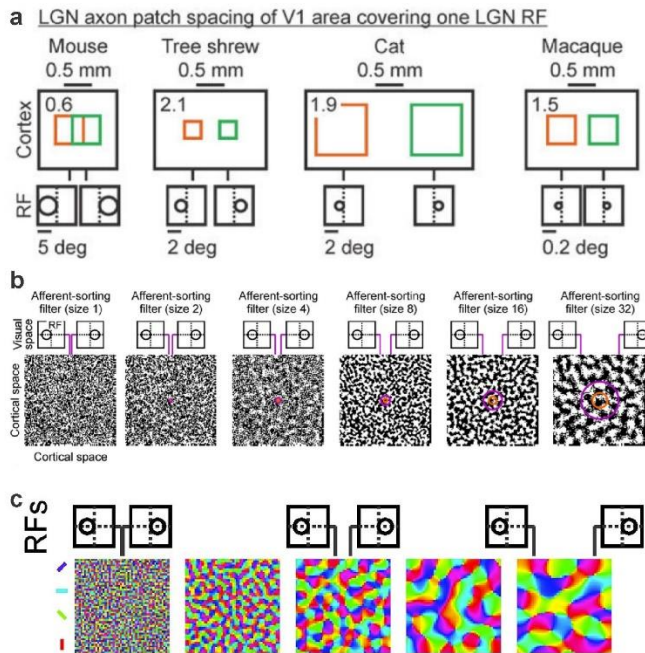 a LGN axon patch spacing of V1 area covering one LGN RF
Mouse Tree shrew Cat Macaque
0.5 mm 0.5 mm 0.5 mm 0.5 mm
Cortex 0.6 2.1 1.9 1.5
RF
5 deg 2 deg 2 deg 0.2 deg
b
Afferent-sorting Afferent-sorting Afferent-sorting Afferent-sorting Afferent-sorting Afferent-sorting
filter (size 1) filter (size 2) filter (size 4) filter (size 8) filter (size 16) filter (size 32)
Visual
space
RF
Cortical space
Cortical space
c
RFs